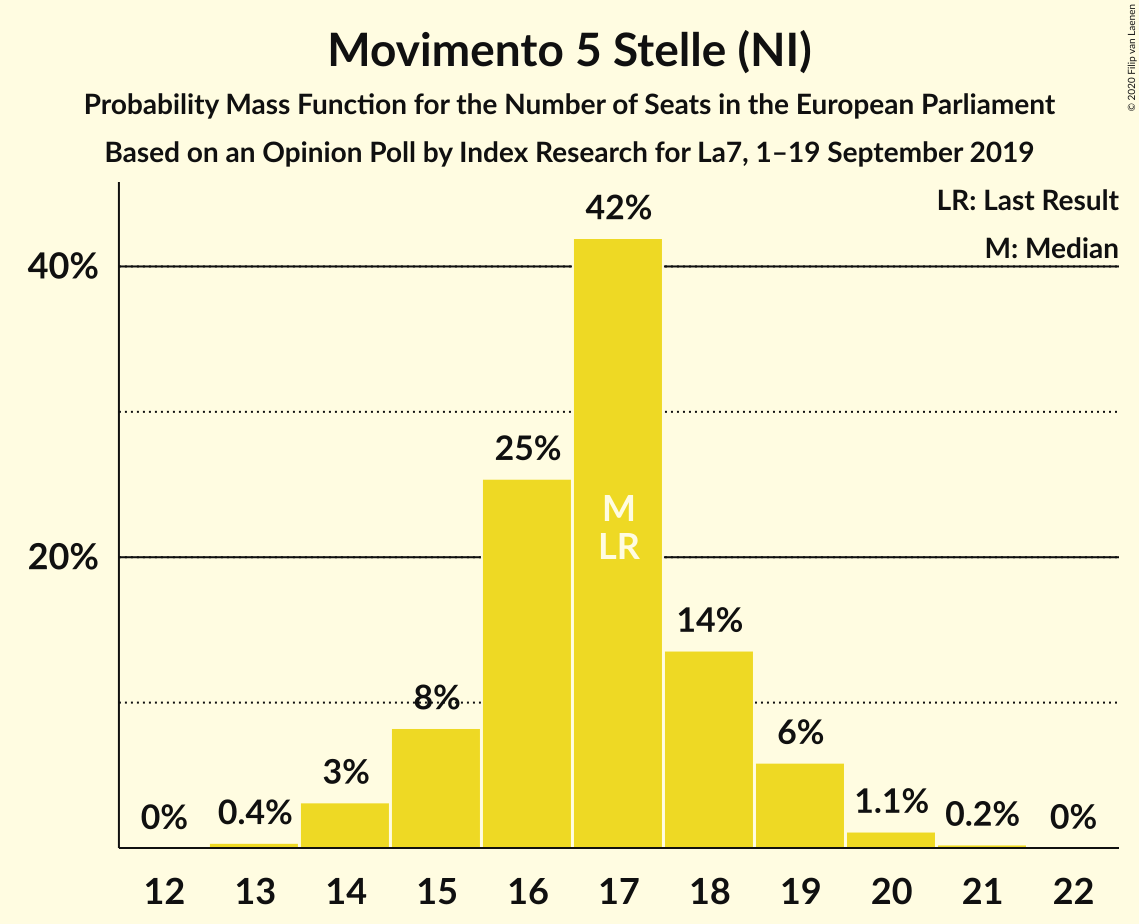 Movimento 5 Stelle (NI)
Probability Mass Function for the Number of Seats in the European Parliament
Based on an Opinion Poll by Index Research for La7, 1–19 September 2019
© 2020 Filip van Laenen
LR: Last Result
M: Median
40%
20%
0%
0.4%
3%
8%
25%
42%
M
LR
14%
6%
1.1%
0.2%
0%
12 13 14 15 16 17 18 19 20 21 22